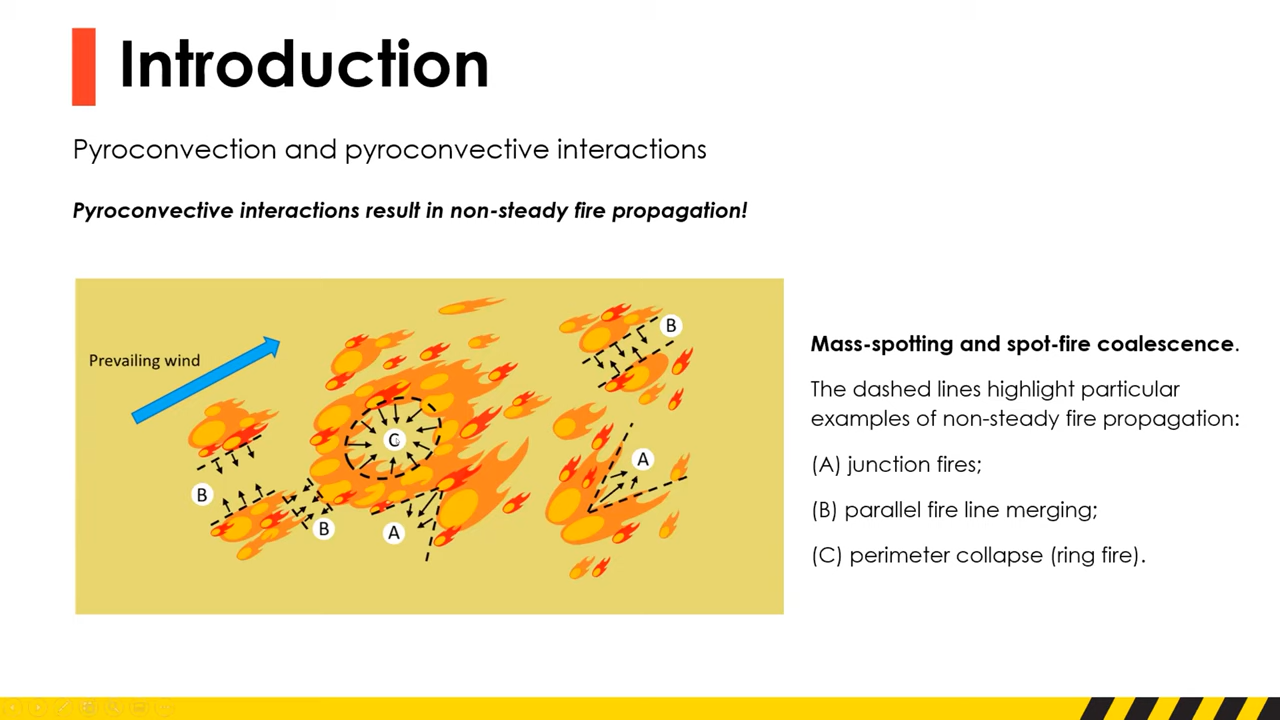 Introduction
Pyroconvection and pyroconvective interactions
Pyroconvective interactions result in non-steady fire propagation!
Prevailing wind
B
A
C
B
B
A
Mass-spotting and spot-fire coalescence.
The dashed lines highlight particular
examples of non-steady fire propagation:
(A) junction fires;
(B) parallel fire line merging;
(C) perimeter collapse (ring fire).